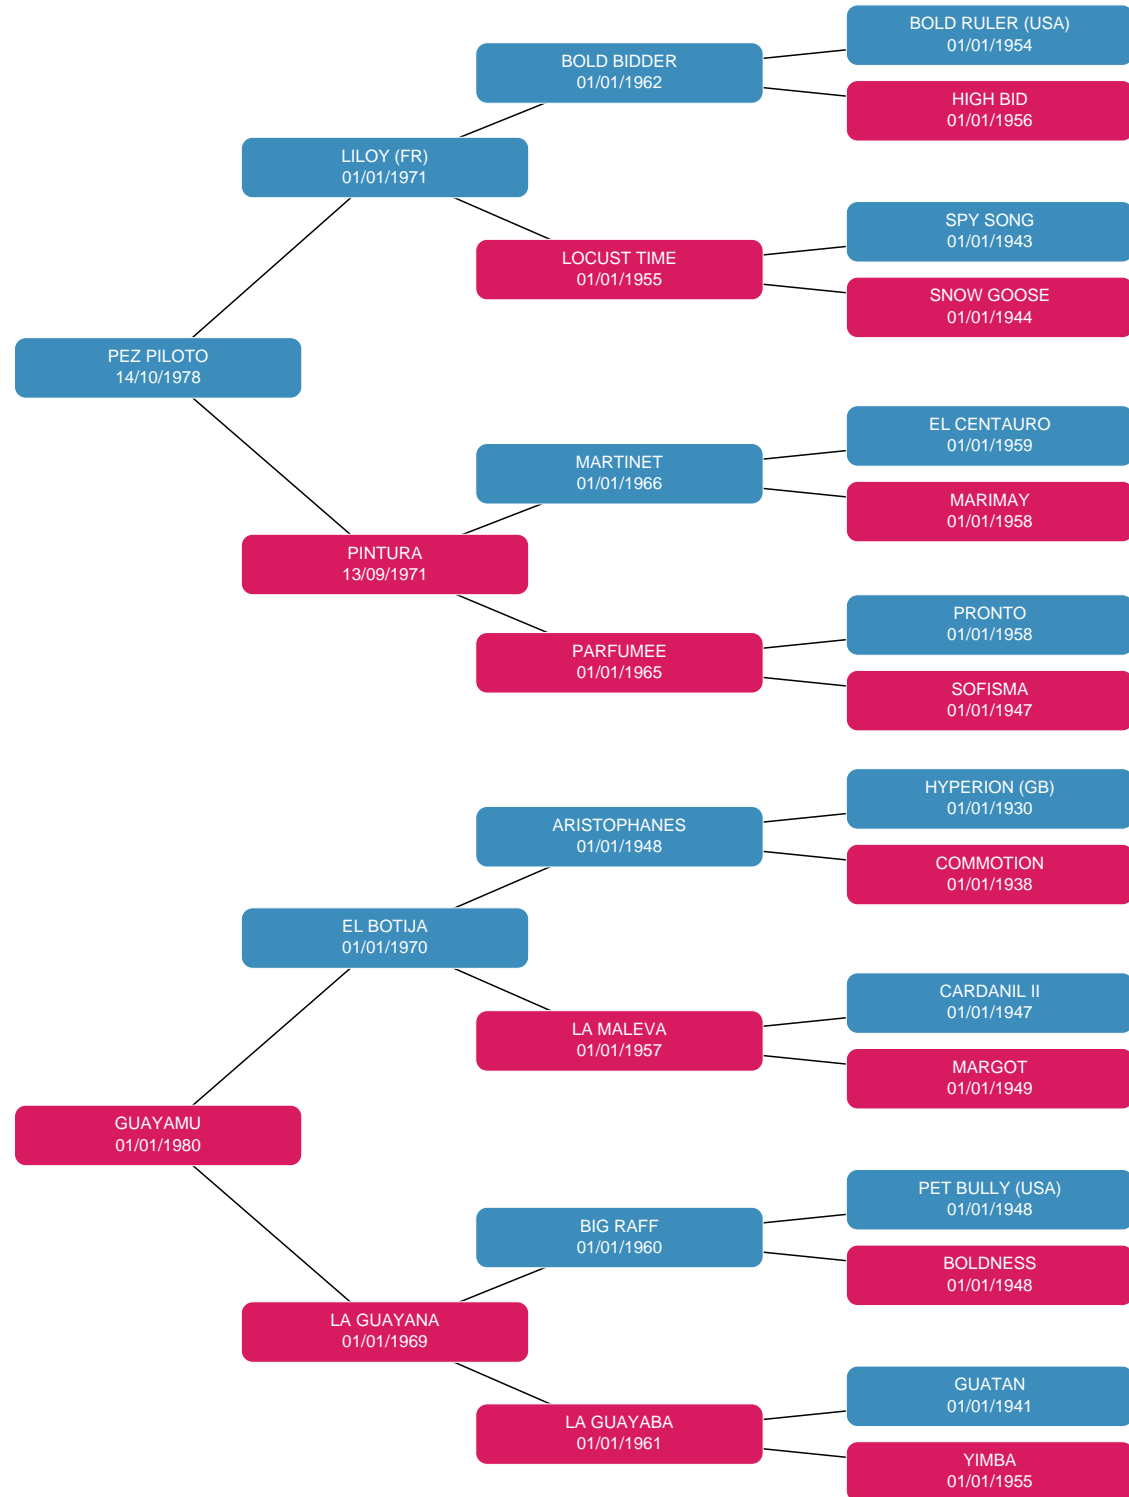 BOLD RULER (USA)
01/01/1954
BOLD BIDDER
01/01/1962
HIGH BID
01/01/1956
LILOY (FR)
01/01/1971
SPY SONG
01/01/1943
LOCUST TIME
01/01/1955
SNOW GOOSE
01/01/1944
PEZ PILOTO
14/10/1978
EL CENTAURO
01/01/1959
MARTINET
01/01/1966
MARIMAY
01/01/1958
PINTURA
13/09/1971
PRONTO
01/01/1958
PARFUMEE
01/01/1965
SOFISMA
01/01/1947
HYPERION (GB)
01/01/1930
ARISTOPHANES
01/01/1948
COMMOTION
01/01/1938
EL BOTIJA
01/01/1970
CARDANIL II
01/01/1947
LA MALEVA
01/01/1957
MARGOT
01/01/1949
GUAYAMU
01/01/1980
PET BULLY (USA)
01/01/1948
BIG RAFF
01/01/1960
BOLDNESS
01/01/1948
LA GUAYANA
01/01/1969
GUATAN
01/01/1941
LA GUAYABA
01/01/1961
YIMBA
01/01/1955